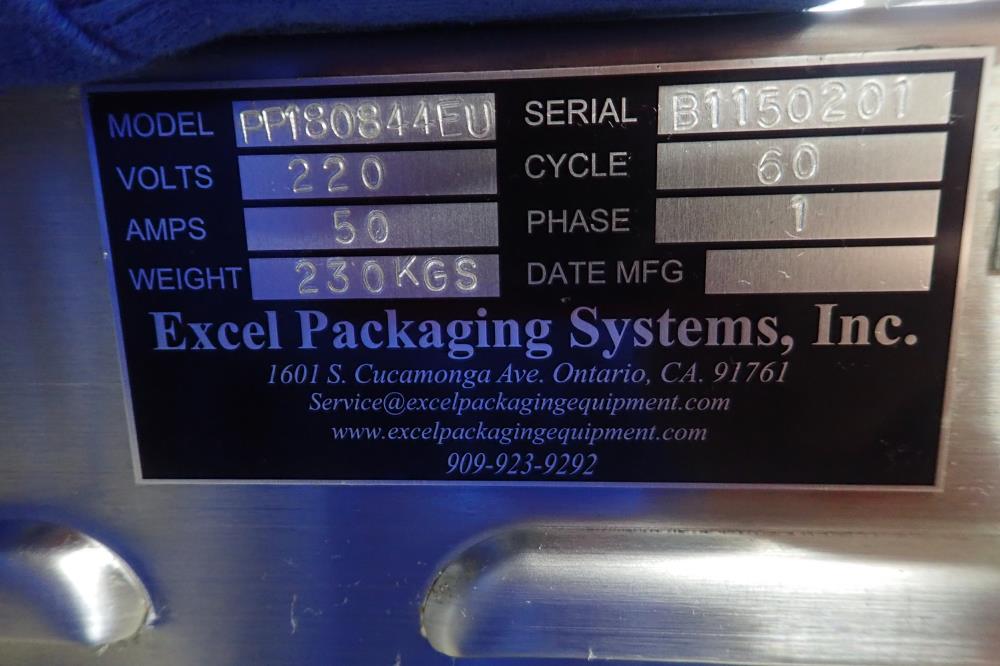 MODEL PP180844EU SERIAL B1150201
VOLTS 220 CYCLE 60
AMPS 50 PHASE 1
WEIGHT 230KGS DATE MFG
Excel Packaging Systems, Inc.
1601 S. Cucamonga Ave. Ontario, CA. 91761
Service@excelpackagingequipment.com
www.excelpackagingequipment.com
909-923-9292